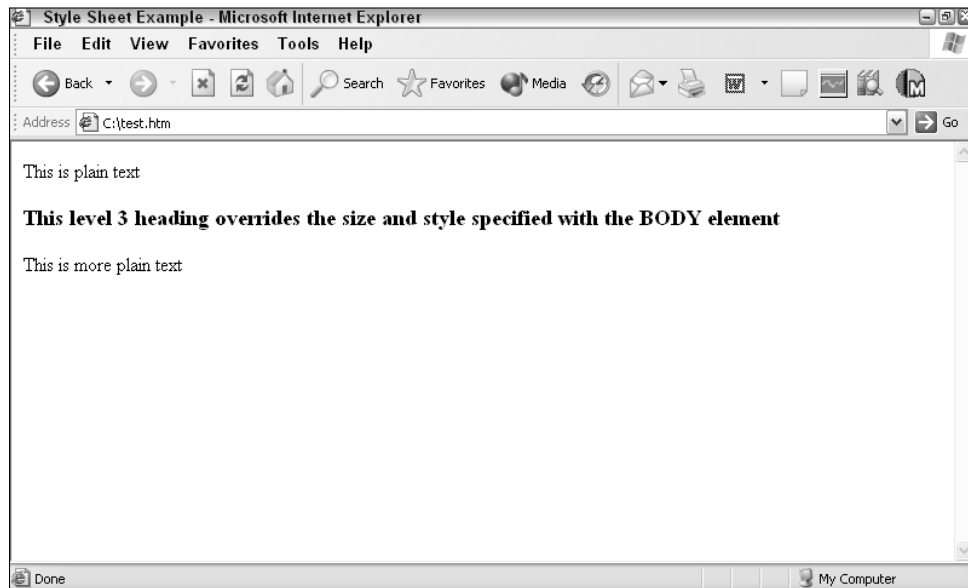 Style Sheet Example - Microsoft Internet Explorer
File Edit View Favorites Tools Help
Back Search Favorites Media
Address C:\test.htm Go
This is plain text
This level 3 heading overrides the size and style specified with the BODY element
This is more plain text
Done My Computer